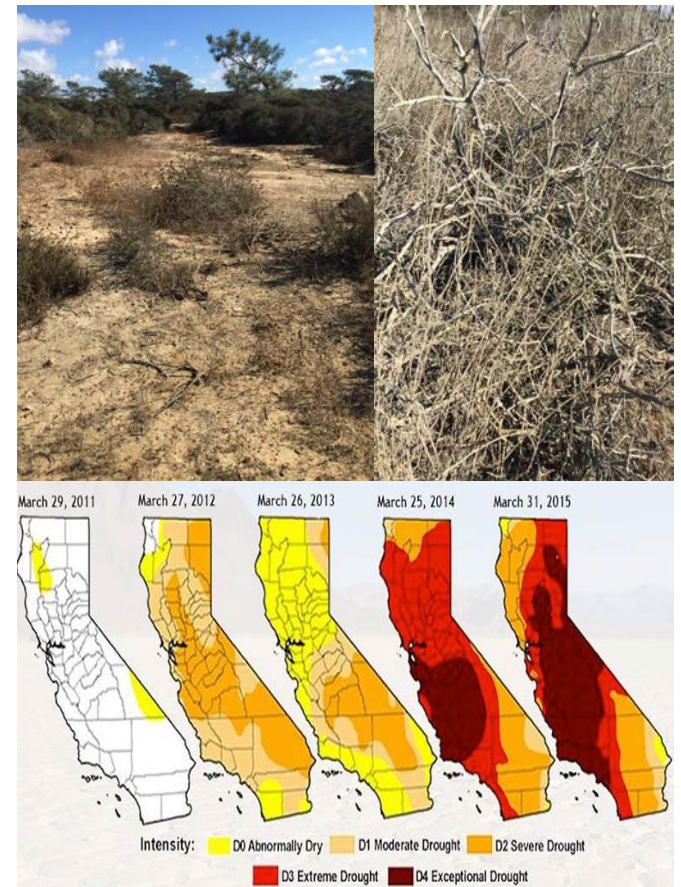 March 29, 2011 March 27, 2012 March 26, 2013 March 25, 2014 March 31, 2015
Intensity: D0 Abnormally Dry D1 Moderate Drought D2 Severe Drought
D3 Extreme Drought D4 Exceptional Drought